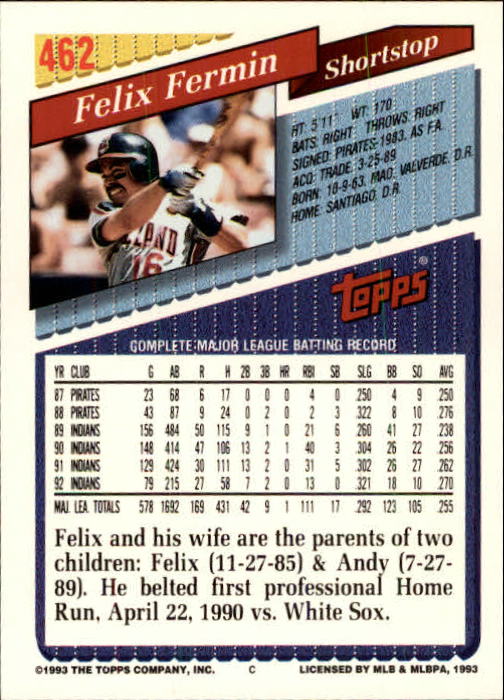 462
Felix Fermin
Shortstop
HT: 5'11" WT: 170
BATS: RIGHT THROWS: RIGHT
SIGNED: PIRATES-1983, AS F.A.
ACQ: TRADE, 3-25-89
BORN: 10-9-63, MAO, VALVERDE, D.R.
HOME: SANTIAGO, D.R.
LAND
16
Topps®
COMPLETE MAJOR LEAGUE BATTING RECORD
YR CLUB G AB R H 2B 3B HR RBI SB SLG BB SO AVG
87 PIRATES 23 68 6 17 0 0 0 4 0 .250 4 9 .250
88 PIRATES 43 87 9 24 0 2 0 2 3 .322 8 10 .276
89 INDIANS 156 484 50 115 9 1 0 21 6 .260 41 27 .238
90 INDIANS 148 414 47 106 13 2 1 40 3 .304 26 22 .256
91 INDIANS 129 424 30 111 13 2 0 31 5 .302 26 27 .262
92 INDIANS 79 215 27 58 7 2 0 13 0 .321 18 10 .270
MAJ. LEA. TOTALS 578 1692 169 431 42 9 1 111 17 .292 123 105 .255
Felix and his wife are the parents of two
children: Felix (11-27-85) & Andy (7-27-
89). He belted first professional Home
Run, April 22, 1990 vs. White Sox.
©1993 THE TOPPS COMPANY, INC. C LICENSED BY MLB & MLBPA, 1993